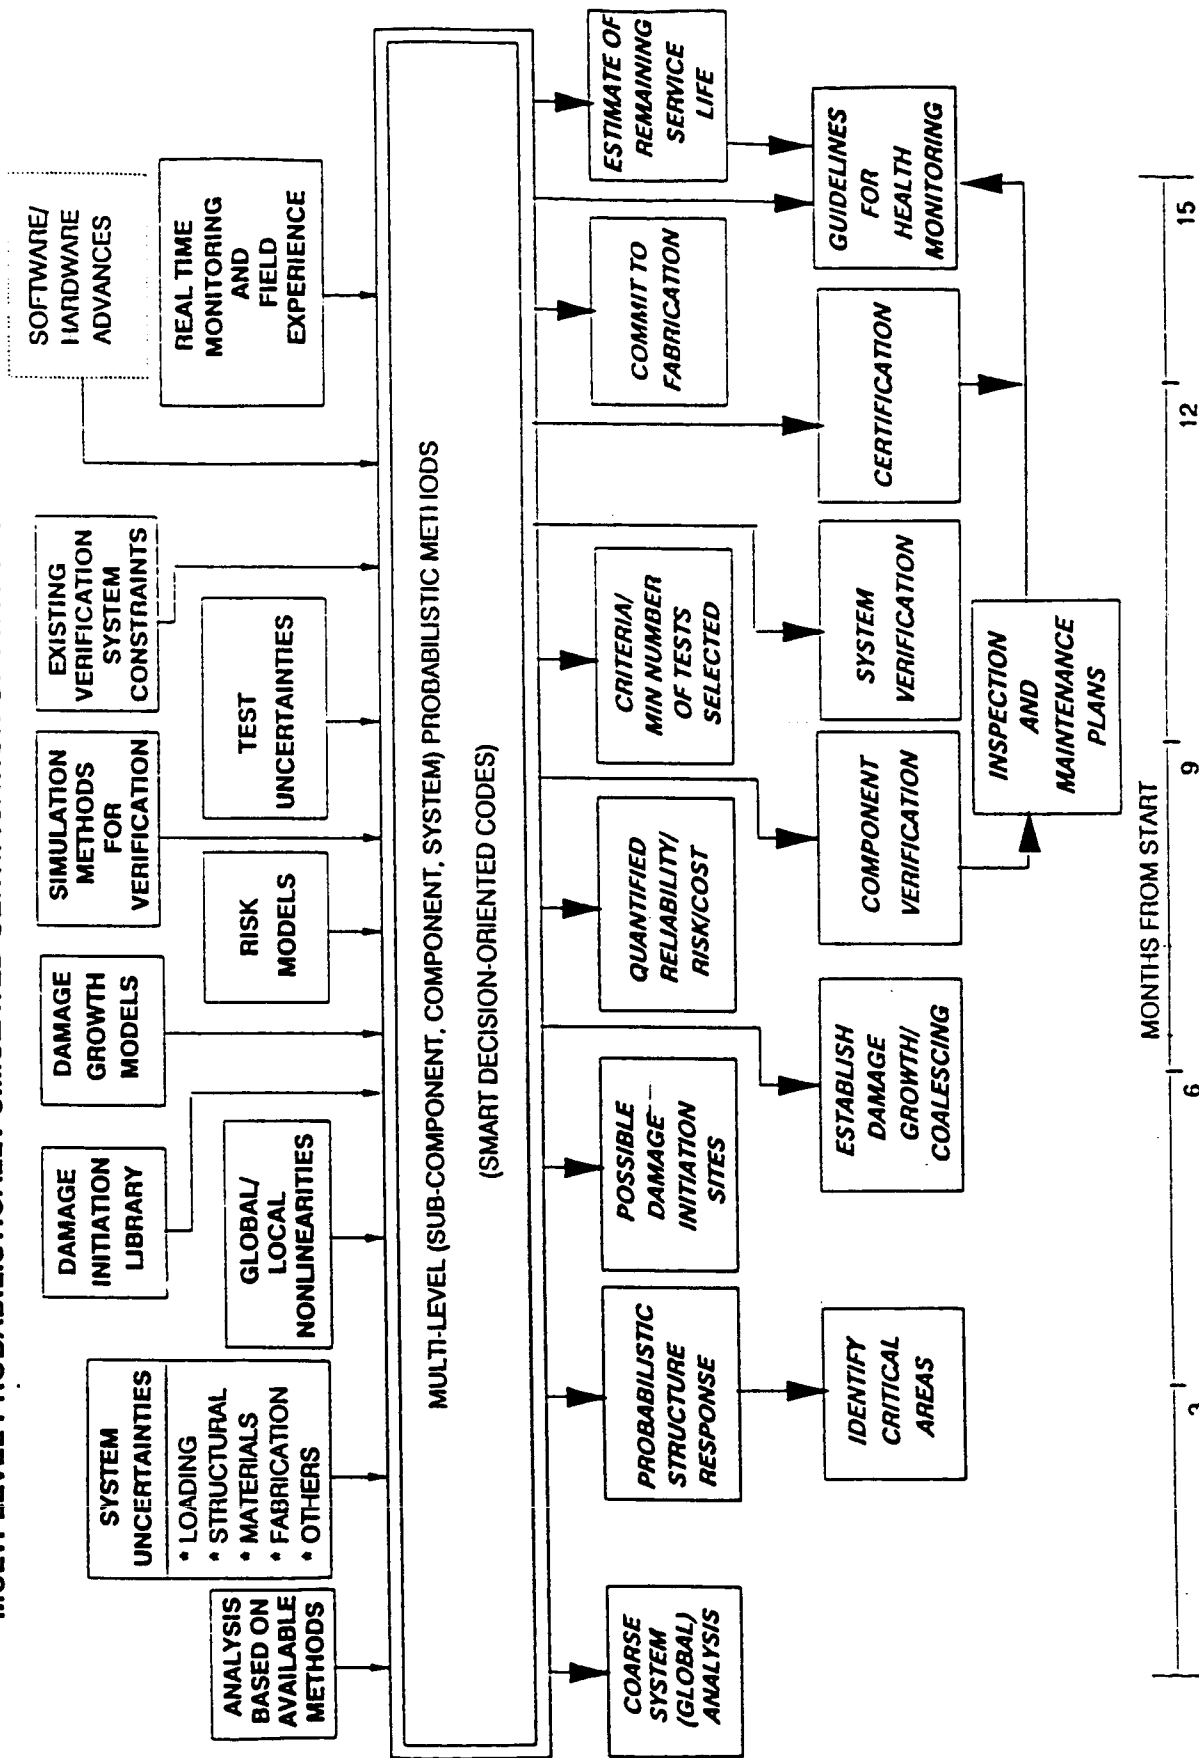 SOFTWARE/
HARDWARE
ADVANCES
REAL TIME
MONITORING
AND
FIELD
EXPERIENCE
EXISTING
VERIFICATION
SYSTEM
CONSTRAINTS
TEST
UNCERTAINTIES
SIMULATION
METHODS
FOR
VERIFICATION
RISK
MODELS
DAMAGE
GROWTH
MODELS
DAMAGE
INITIATION
LIBRARY
GLOBAL/
LOCAL
NONLINEARITIES
SYSTEM
UNCERTAINTIES
* LOADING
* STRUCTURAL
* MATERIALS
* FABRICATION
* OTHERS
ANALYSIS
BASED ON
AVAILABLE
METHODS
MULTI-LEVEL (SUB-COMPONENT, COMPONENT, SYSTEM) PROBABILISTIC METHODS
(SMART DECISION-ORIENTED CODES)
COARSE
SYSTEM
(GLOBAL)
ANALYSIS
PROBABILISTIC
STRUCTURE
RESPONSE
IDENTIFY
CRITICAL
AREAS
POSSIBLE
DAMAGE
INITIATION
SITES
ESTABLISH
DAMAGE
GROWTH/
COALESCING
QUANTIFIED
RELIABILITY/
RISK/COST
COMPONENT
VERIFICATION
CRITERIA/
MIN NUMBER
OF TESTS
SELECTED
SYSTEM
VERIFICATION
INSPECTION
AND
MAINTENANCE
PLANS
COMMIT TO
FABRICATION
CERTIFICATION
ESTIMATE OF
REMAINING
SERVICE
LIFE
GUIDELINES
FOR
HEALTH
MONITORING
MONTHS FROM START
3 6 9 12 15